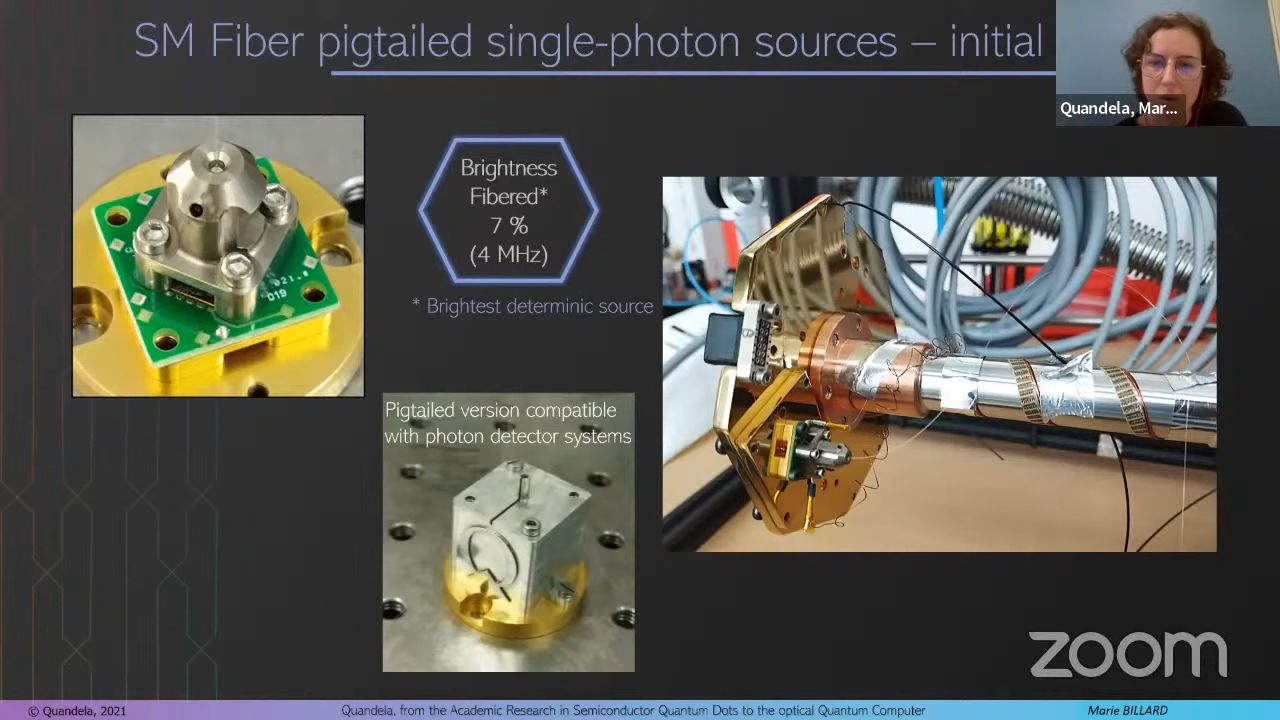 SM Fiber pigtailed single-photon sources – initial
Quandela, Mar...
Brightness
Fibered*
7 %
(4 MHz)
* Brightest determinic source
Pigtailed version compatible
with photon detector systems
D19
zoom
© Quandela, 2021
Quandela, from the Academic Research in Semiconductor Quantum Dots to the optical Quantum Computer
Marie BILLARD